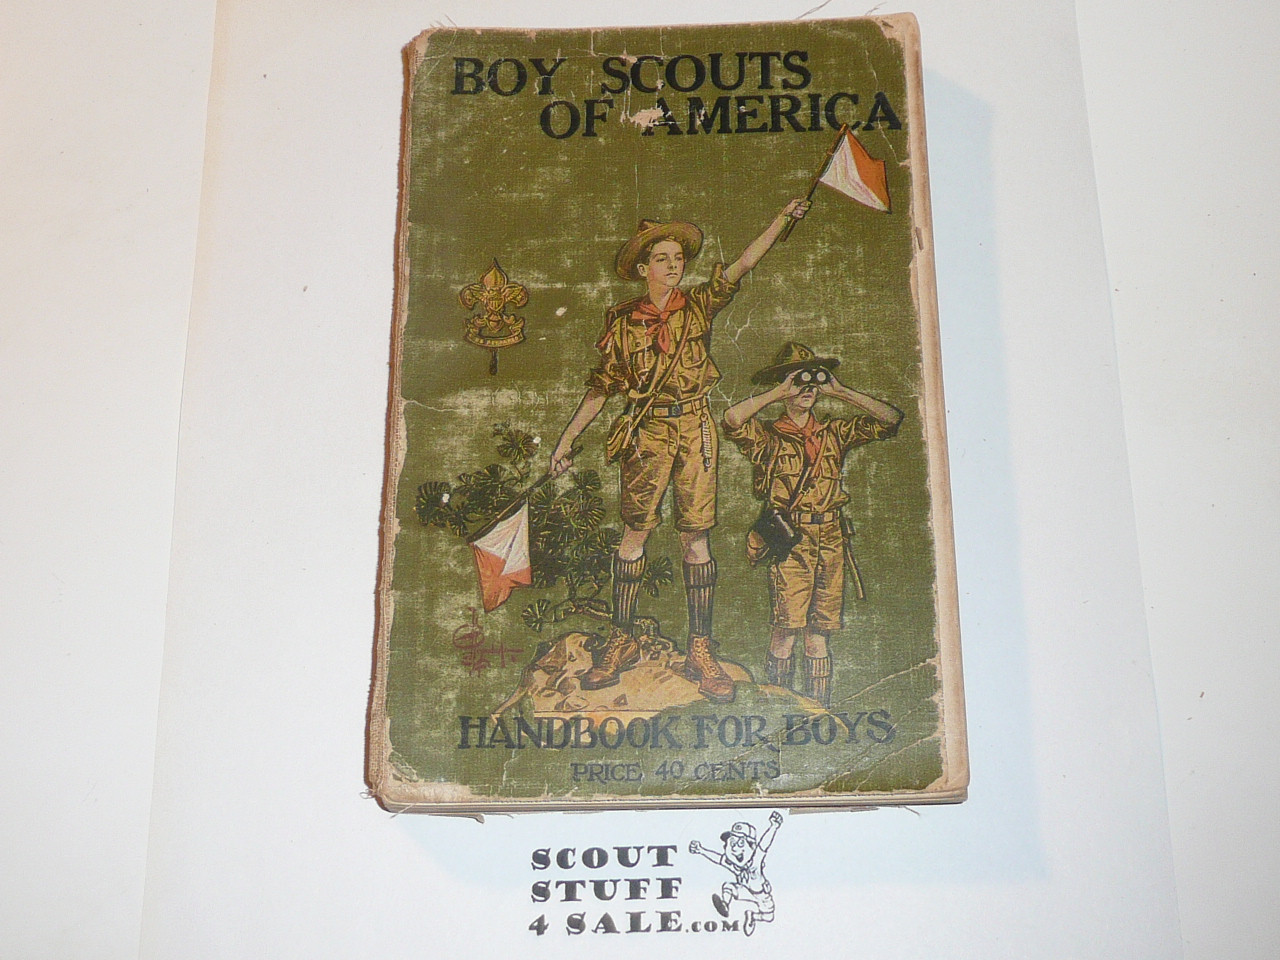 BOY SCOUTS
OF AMERICA
HANDBOOK FOR BOYS
PRICE 40 CENTS
SCOUT
STUFF
4 SALE.COM